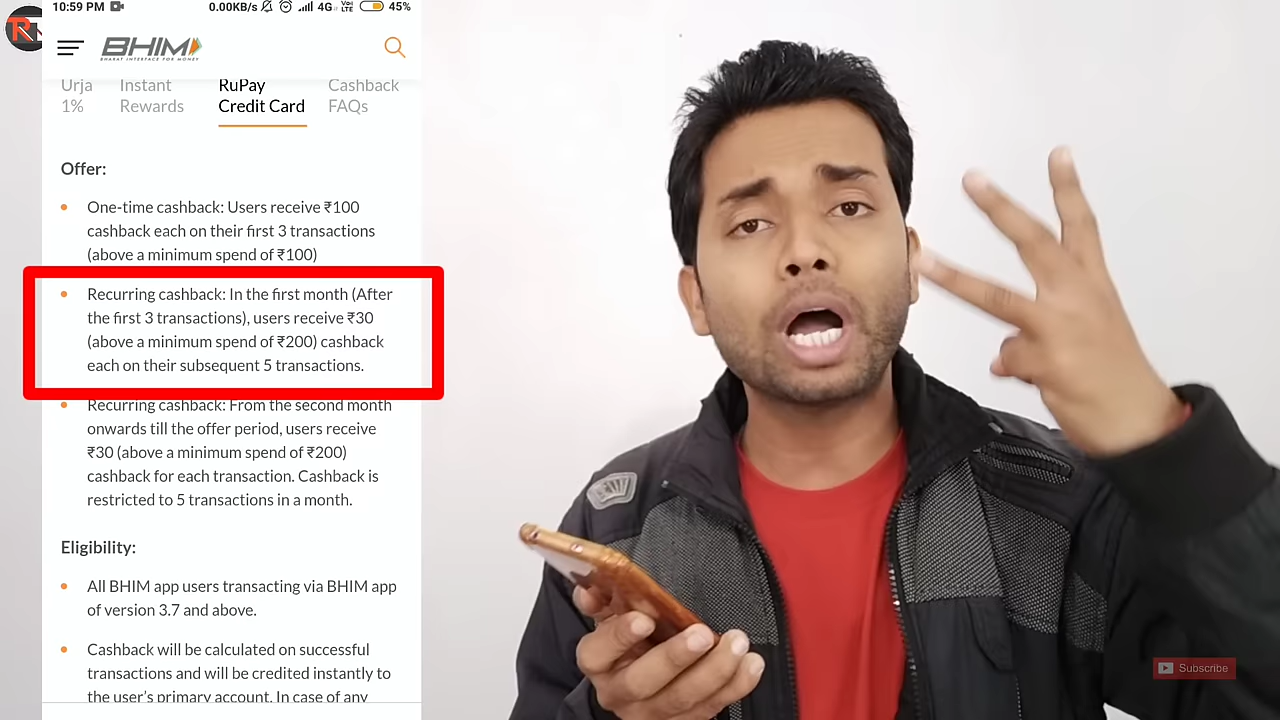 10:59 PM
0.00KB/s
4G
Vo
LTE
45%
BHIM
BHARAT INTERFACE FOR MONEY
Urja
1%
Instant
Rewards
RuPay
Credit Card
Cashback
FAQs
Offer:
One-time cashback: Users receive ₹100
cashback each on their first 3 transactions
(above a minimum spend of ₹100)
Recurring cashback: In the first month (After
the first 3 transactions), users receive ₹30
(above a minimum spend of ₹200) cashback
each on their subsequent 5 transactions.
Recurring cashback: From the second month
onwards till the offer period, users receive
₹30 (above a minimum spend of ₹200)
cashback for each transaction. Cashback is
restricted to 5 transactions in a month.
Eligibility:
All BHIM app users transacting via BHIM app
of version 3.7 and above.
Cashback will be calculated on successful
transactions and will be credited instantly to
the user's primary account. In case of any
Subscribe